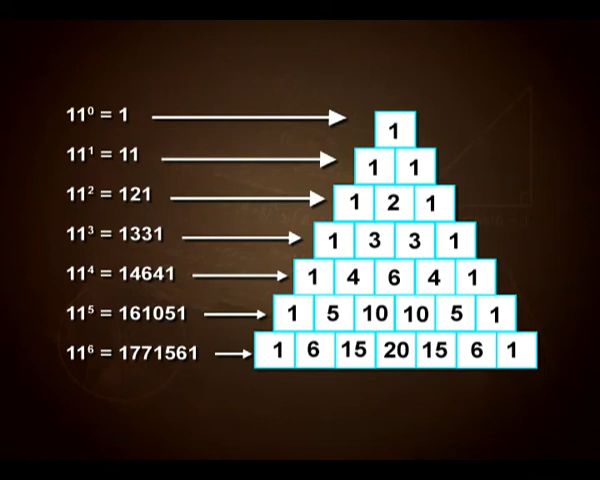 11⁰ = 1 1
11¹ = 11 1 1
11² = 121 1 2 1
11³ = 1331 1 3 3 1
11⁴ = 14641 1 4 6 4 1
11⁵ = 161051 1 5 10 10 5 1
11⁶ = 1771561 1 6 15 20 15 6 1